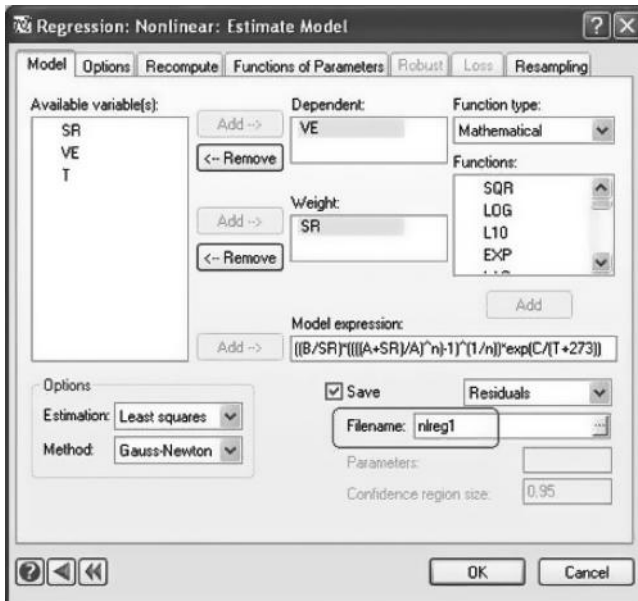 Regression: Nonlinear: Estimate Model
Model Options Recompute Functions of Parameters Robust Loss Resampling
Available variable(s):
SR
VE
T
Add -->
<-- Remove
Dependent:
VE
Function type:
Mathematical
Functions:
SQR
LOG
L10
EXP
Add -->
<-- Remove
Weight:
SR
Add
Add -->
Model expression:
((B/SR)*((((A+SR)/A)^n)-1)^(1/n))*exp(C/(T+273))
Options
Estimation: Least squares
Method: Gauss-Newton
Save
Residuals
Filename: nlreg1
Parameters:
Confidence region size: 0.95
OK
Cancel